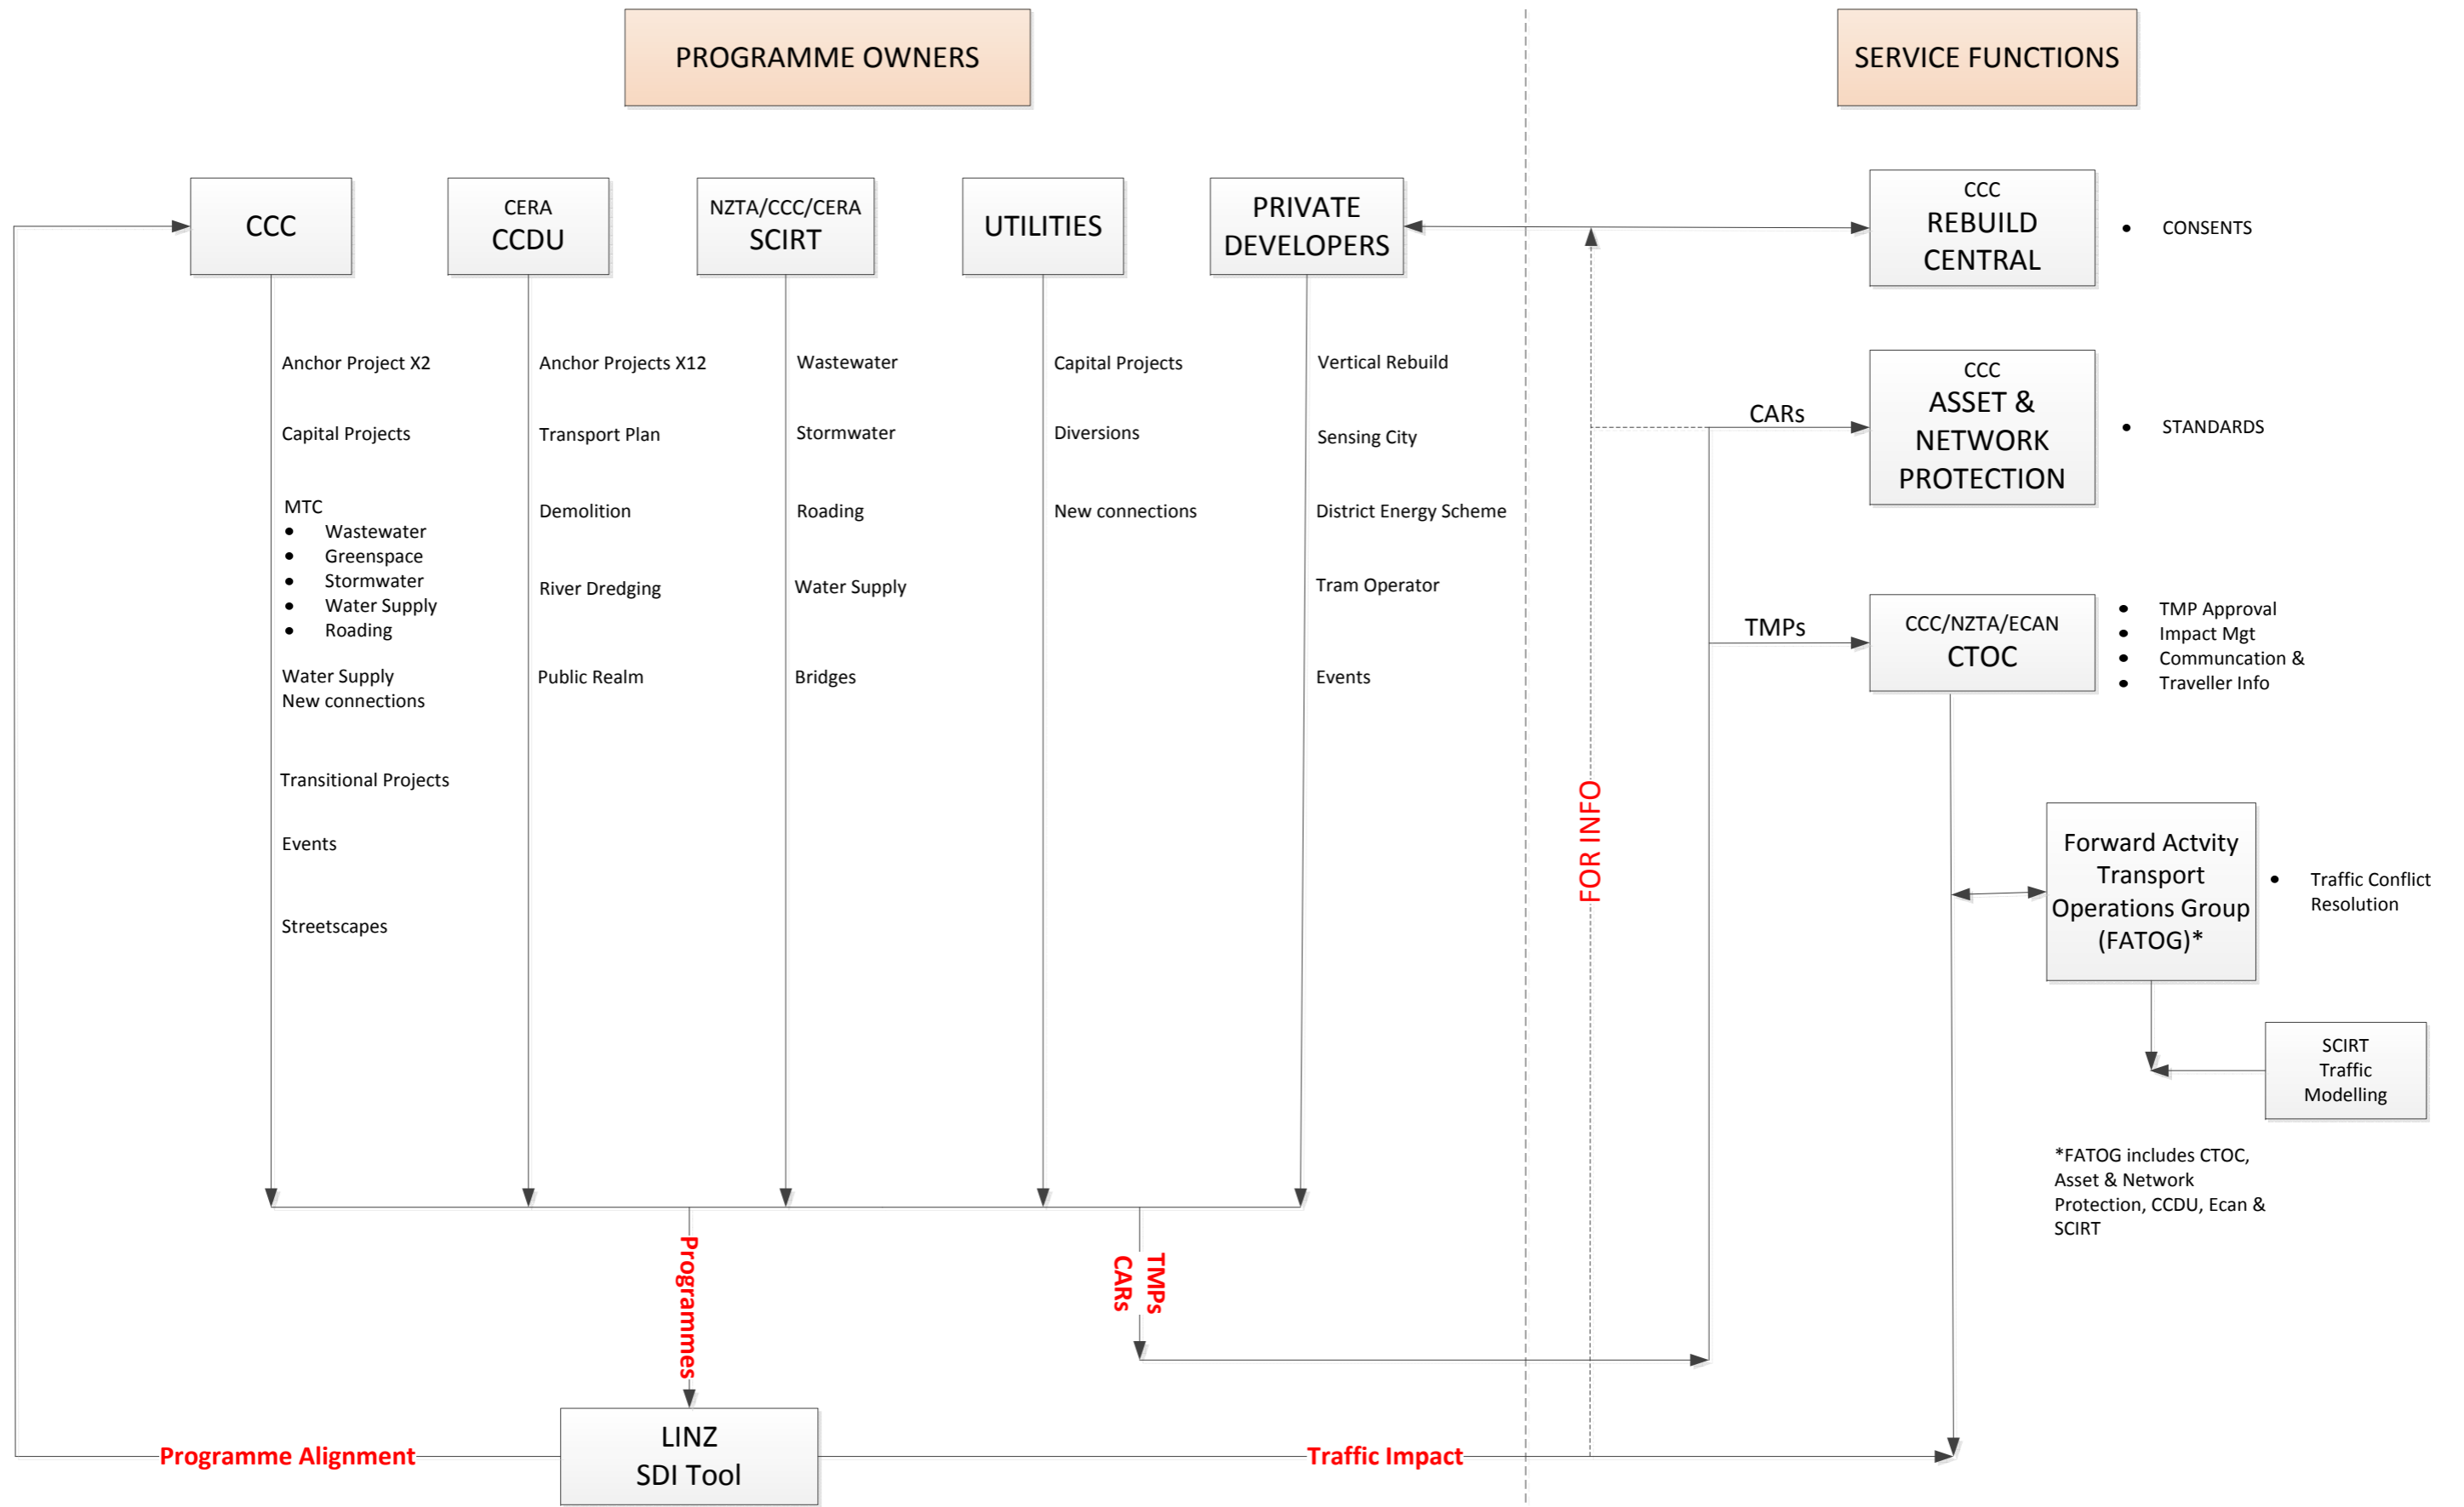 PROGRAMME OWNERS
SERVICE FUNCTIONS
CCC
CERA
CCDU
NZTA/CCC/CERA
SCIRT
UTILITIES
PRIVATE
DEVELOPERS
CCC
REBUILD
CENTRAL
• CONSENTS
Anchor Project X2
Capital Projects
MTC
• Wastewater
• Greenspace
• Stormwater
• Water Supply
• Roading
Water Supply
New connections
Transitional Projects
Events
Streetscapes
Anchor Projects X12
Transport Plan
Demolition
River Dredging
Public Realm
Wastewater
Stormwater
Roading
Water Supply
Bridges
Capital Projects
Diversions
New connections
Vertical Rebuild
Sensing City
District Energy Scheme
Tram Operator
Events
FOR INFO
CARs
CCC
ASSET &
NETWORK
PROTECTION
• STANDARDS
TMPs
CCC/NZTA/ECAN
CTOC
• TMP Approval
• Impact Mgt
• Communcation &
• Traveller Info
Forward Actvity
Transport
Operations Group
(FATOG)*
• Traffic Conflict
Resolution
SCIRT
Traffic
Modelling
*FATOG includes CTOC,
Asset & Network
Protection, CCDU, Ecan &
SCIRT
Programmes
TMPs
CARs
Programme Alignment
LINZ
SDI Tool
Traffic Impact